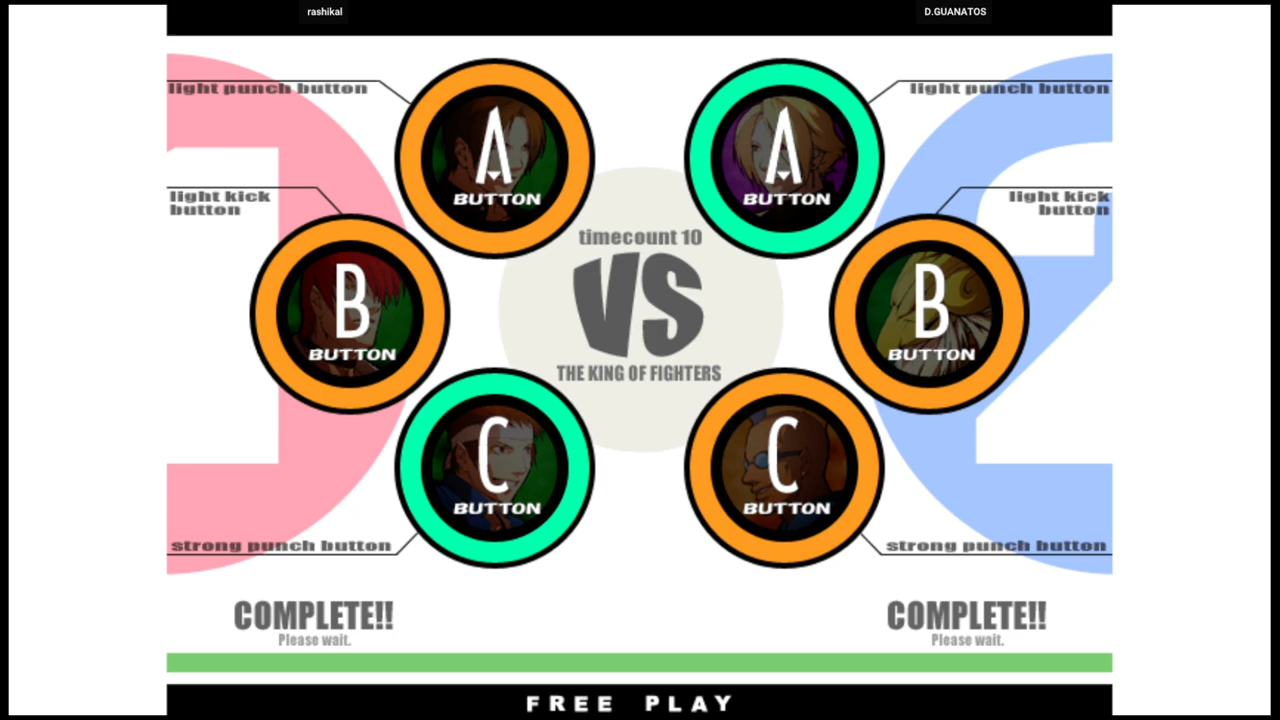 rashikal
D.GUANATOS
light punch button
light punch button
A
BUTTON
A
BUTTON
light kick
button
light kick
button
timecount 10
VS
THE KING OF FIGHTERS
B
BUTTON
B
BUTTON
C
BUTTON
C
BUTTON
strong punch button
strong punch button
COMPLETE!!
Please wait.
COMPLETE!!
Please wait.
FREE PLAY
1
2